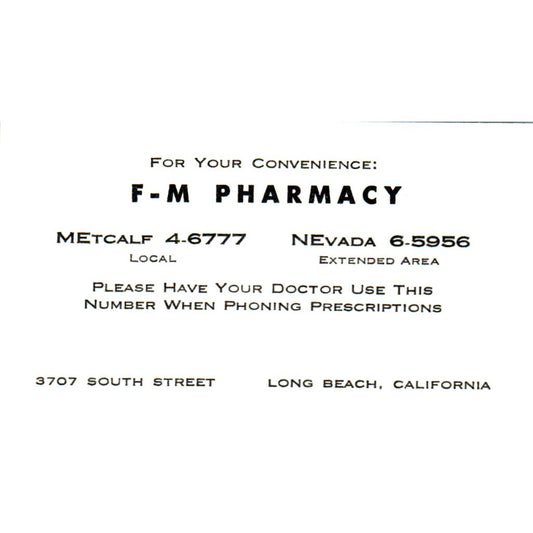 For Your Convenience:
F-M PHARMACY
METCALF 4-6777 NEVADA 6-5956
Local Extended Area
Please Have Your Doctor Use This
Number When Phoning Prescriptions
3707 SOUTH STREET LONG BEACH, CALIFORNIA